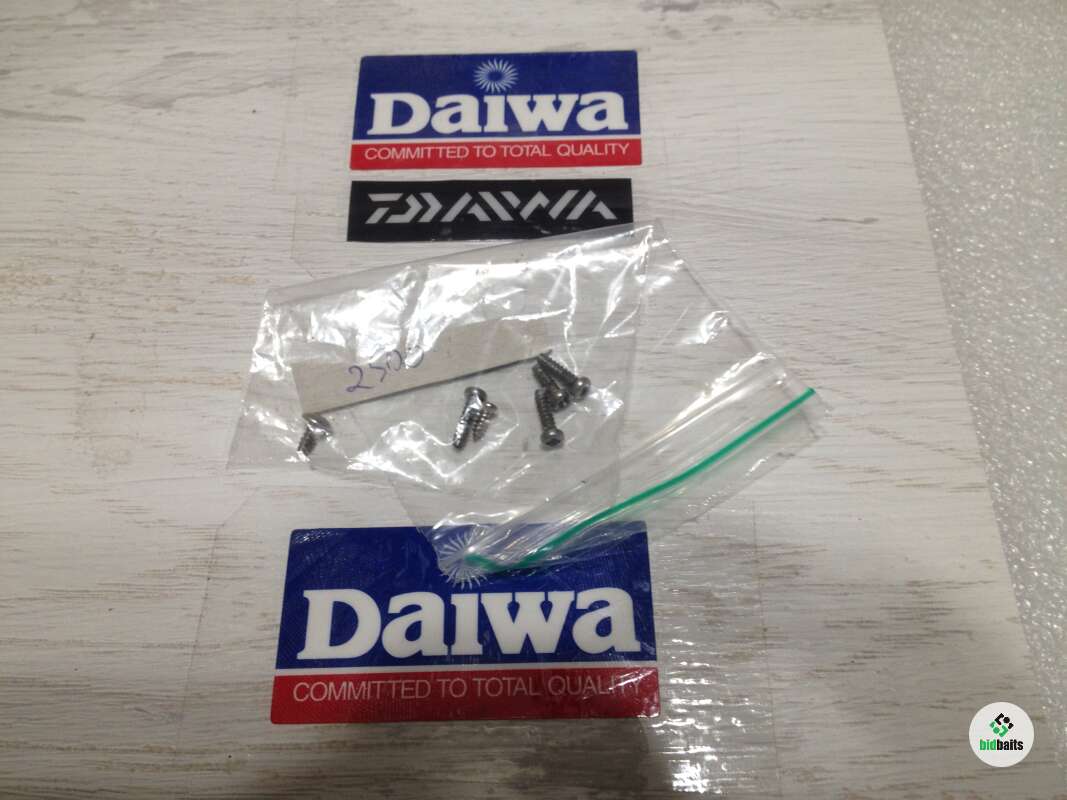 Daiwa
COMMITTED TO TOTAL QUALITY
DAIWA
2500
Daiwa
COMMITTED TO TOTAL QUALITY
bidbaits